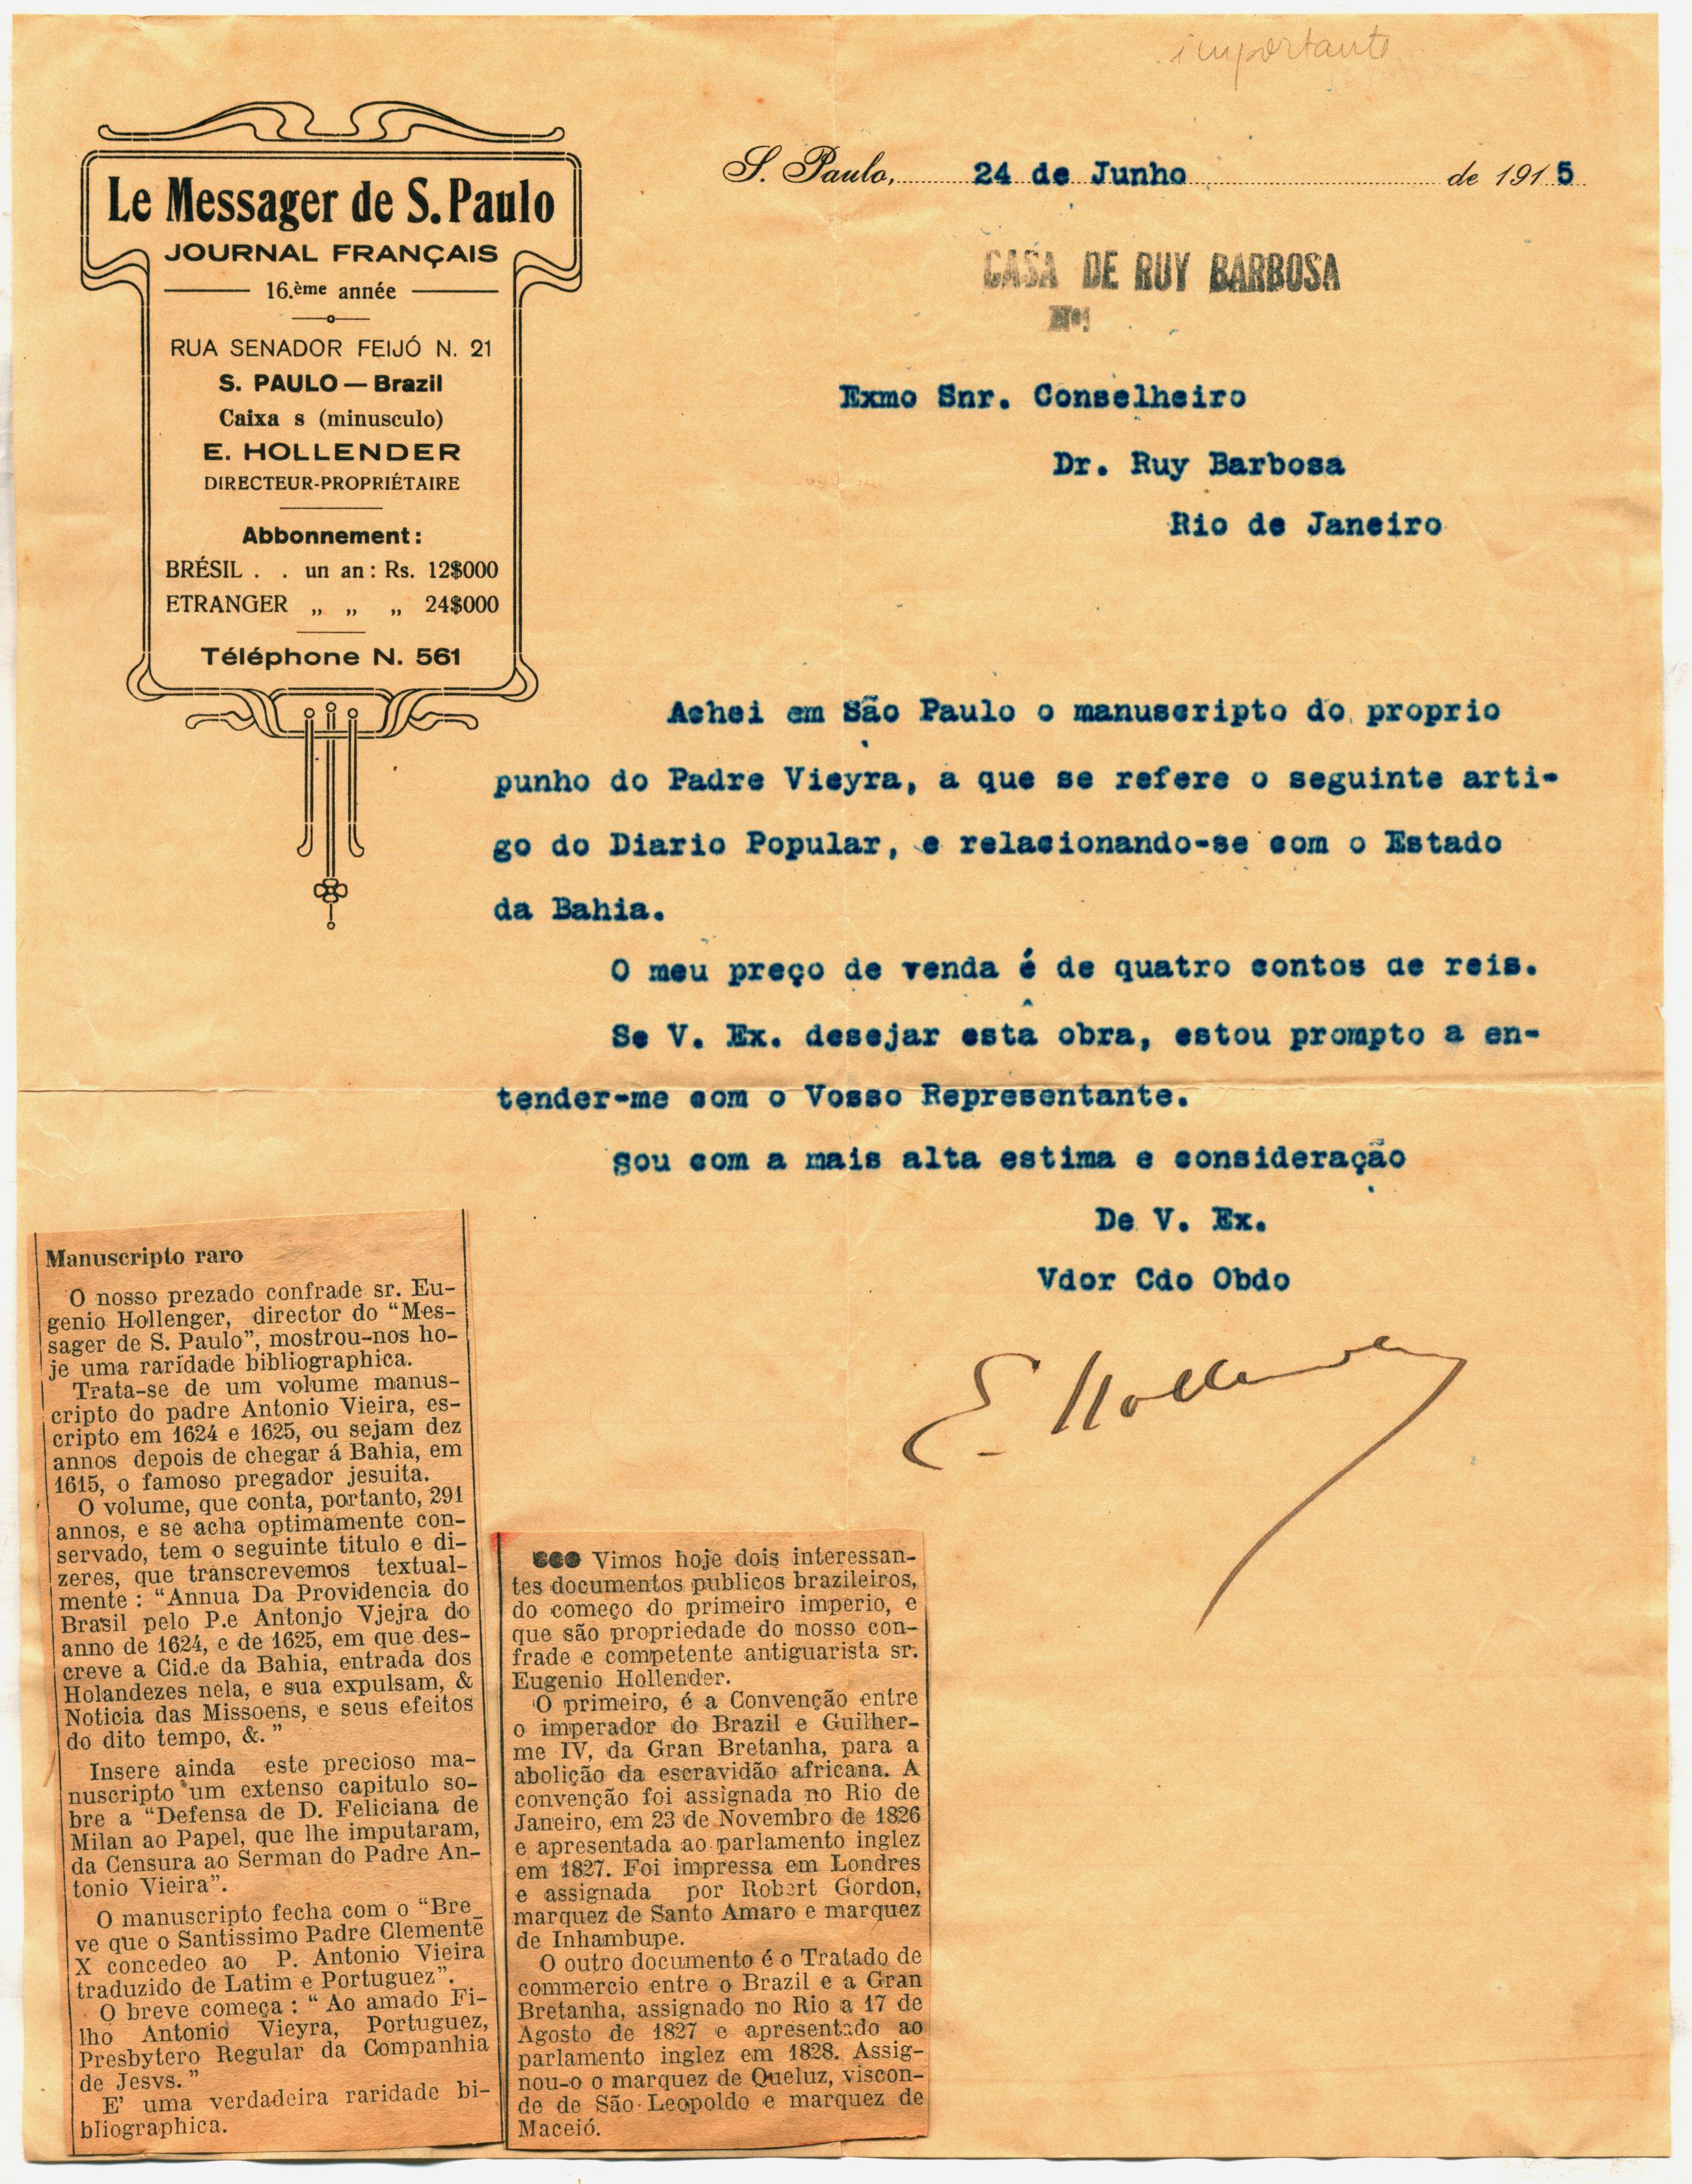 importante
Le Messager de S. Paulo
JOURNAL FRANÇAIS
16.ème année
RUA SENADOR FEIJÓ N. 21
S. PAULO — Brazil
Caixa s (minusculo)
E. HOLLENDER
DIRECTEUR-PROPRIÉTAIRE
Abbonnement:
BRÉSIL . . un an: Rs. 12$000
ETRANGER „ „ „ 24$000
Téléphone N. 561
S. Paulo, 24 de Junho de 1915
CASA DE RUY BARBOSA
Exmo Snr. Conselheiro
Dr. Ruy Barbosa
Rio de Janeiro
Achei em São Paulo o manuscripto do proprio
punho do Padre Vieyra, a que se refere o seguinte arti-
go do Diario Popular, e relacionando-se com o Estado
da Bahia.
O meu preço de venda é de quatro contos de reis.
Se V. Ex. desejar estâ obra, estou prompto a en-
tender-me com o Vosso Representante.
Sou com a mais alta estima e consideração
De V. Ex.
Vdor Cdo Obdo
E. Hollender
Manuscripto raro
O nosso prezado confrade sr. Eu-
genio Hollenger, director do “Mes-
sager de S. Paulo”, mostrou-nos ho-
je uma raridade bibliographica.
Trata-se de um volume manus-
cripto do padre Antonio Vieira, es-
cripto em 1624 e 1625, ou sejam dez
annos depois de chegar á Bahia, em
1615, o famoso pregador jesuita.
O volume, que conta, portanto, 291
annos, e se acha optimamente con-
servado, tem o seguinte titulo e di-
zeres, que transcrevemos textual-
mente: “Annua Da Providencia do
Brasil pelo P.e Antonjo Vjejra do
anno de 1624, e de 1625, em que des-
creve a Cid.e da Bahia, entrada dos
Holandezes nela, e sua expulsam, &
Noticia das Missoens, e seus efeitos
do dito tempo, &.”
Insere ainda este precioso ma-
nuscripto um extenso capitulo so-
bre a “Defensa de D. Feliciana de
Milan ao Papel, que lhe imputaram,
da Censura ao Serman do Padre An-
tonio Vieira”.
O manuscripto fecha com o “Bre_
ve que o Santissimo Padre Clemente
X concedeo ao P. Antonio Vieira
traduzido de Latim e Portuguez”.
O breve começa: “Ao amado Fi-
lho Antonio Vieyra, Portuguez,
Presbytero Regular da Companhia
de Jesvs.”
E' uma verdadeira raridade bi-
bliographica.
Vimos hoje dois interessan-
tes documentos publicos brazileiros,
do começo do primeiro imperio, e
que são propriedade do nosso con-
frade e competente antiguarista sr.
Eugenio Hollender.
O primeiro, é a Convenção entre
o imperador do Brazil e Guilher-
me IV, da Gran Bretanha, para a
abolição da escravidão africana. A
convenção foi assignada no Rio de
Janeiro, em 23 de Novembro de 1826
e apresentada ao parlamento inglez
em 1827. Foi impressa em Londres
e assignada por Robert Gordon,
marquez de Santo Amaro e marquez
de Inhambupe.
O outro documento é o Tratado de
commercio entre o Brazil e a Gran
Bretanha, assignado no Rio a 17 de
Agosto de 1827 e apresentado ao
parlamento inglez em 1828. Assig-
nou-o o marquez de Queluz, viscon-
de de São Leopoldo e marquez de
Maceió.